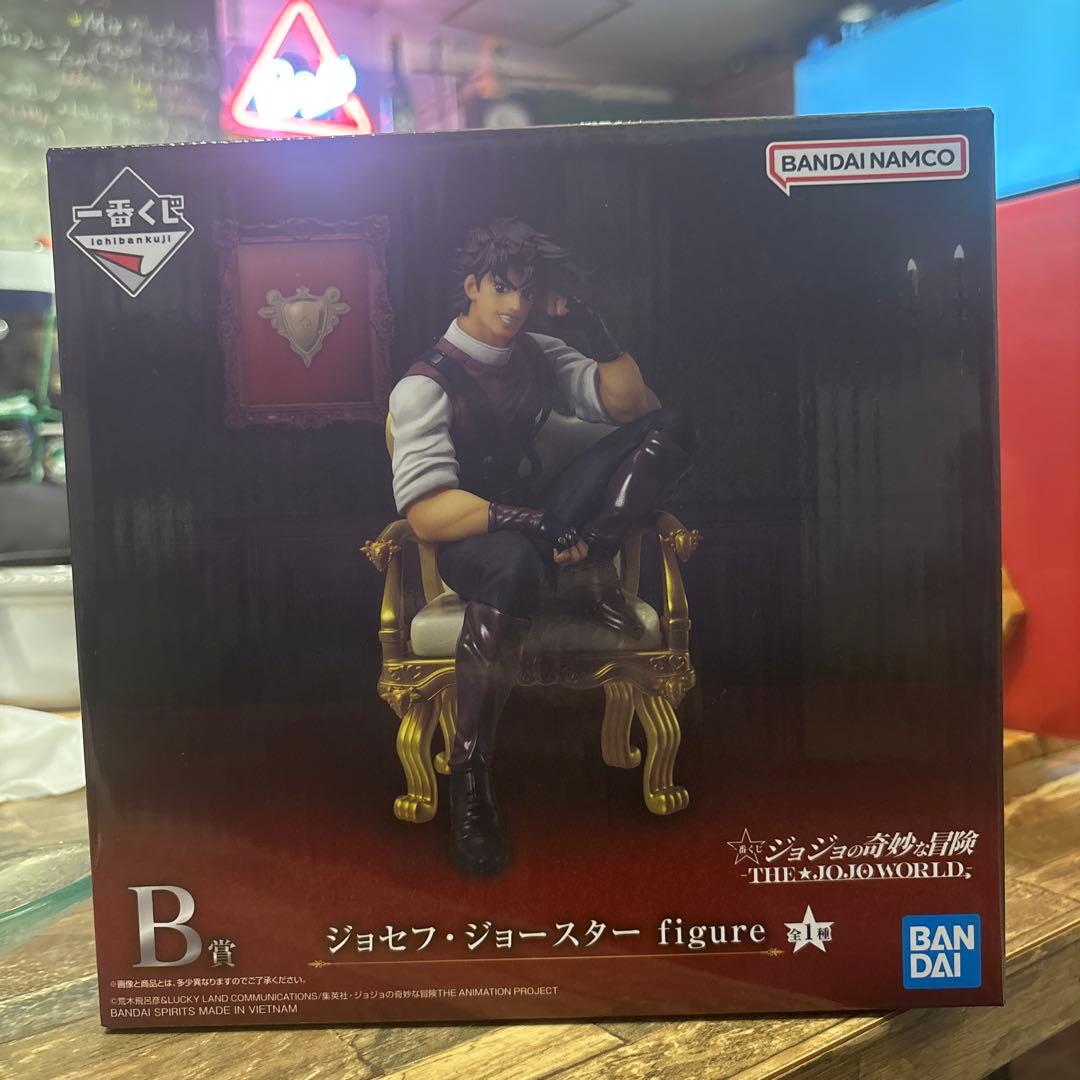 一番くじ
ichibankuji
BANDAI NAMCO
一番くじ
ジョジョの奇妙な冒険
-THE★JOJO WORLD-
B賞
ジョセフ・ジョースター figure 全1種
BAN
DAI
※画像と商品とは、多少異なりますのでご了承ください。
©荒木飛呂彦&LUCKY LAND COMMUNICATIONS/集英社・ジョジョの奇妙な冒険THE ANIMATION PROJECT
BANDAI SPIRITS MADE IN VIETNAM